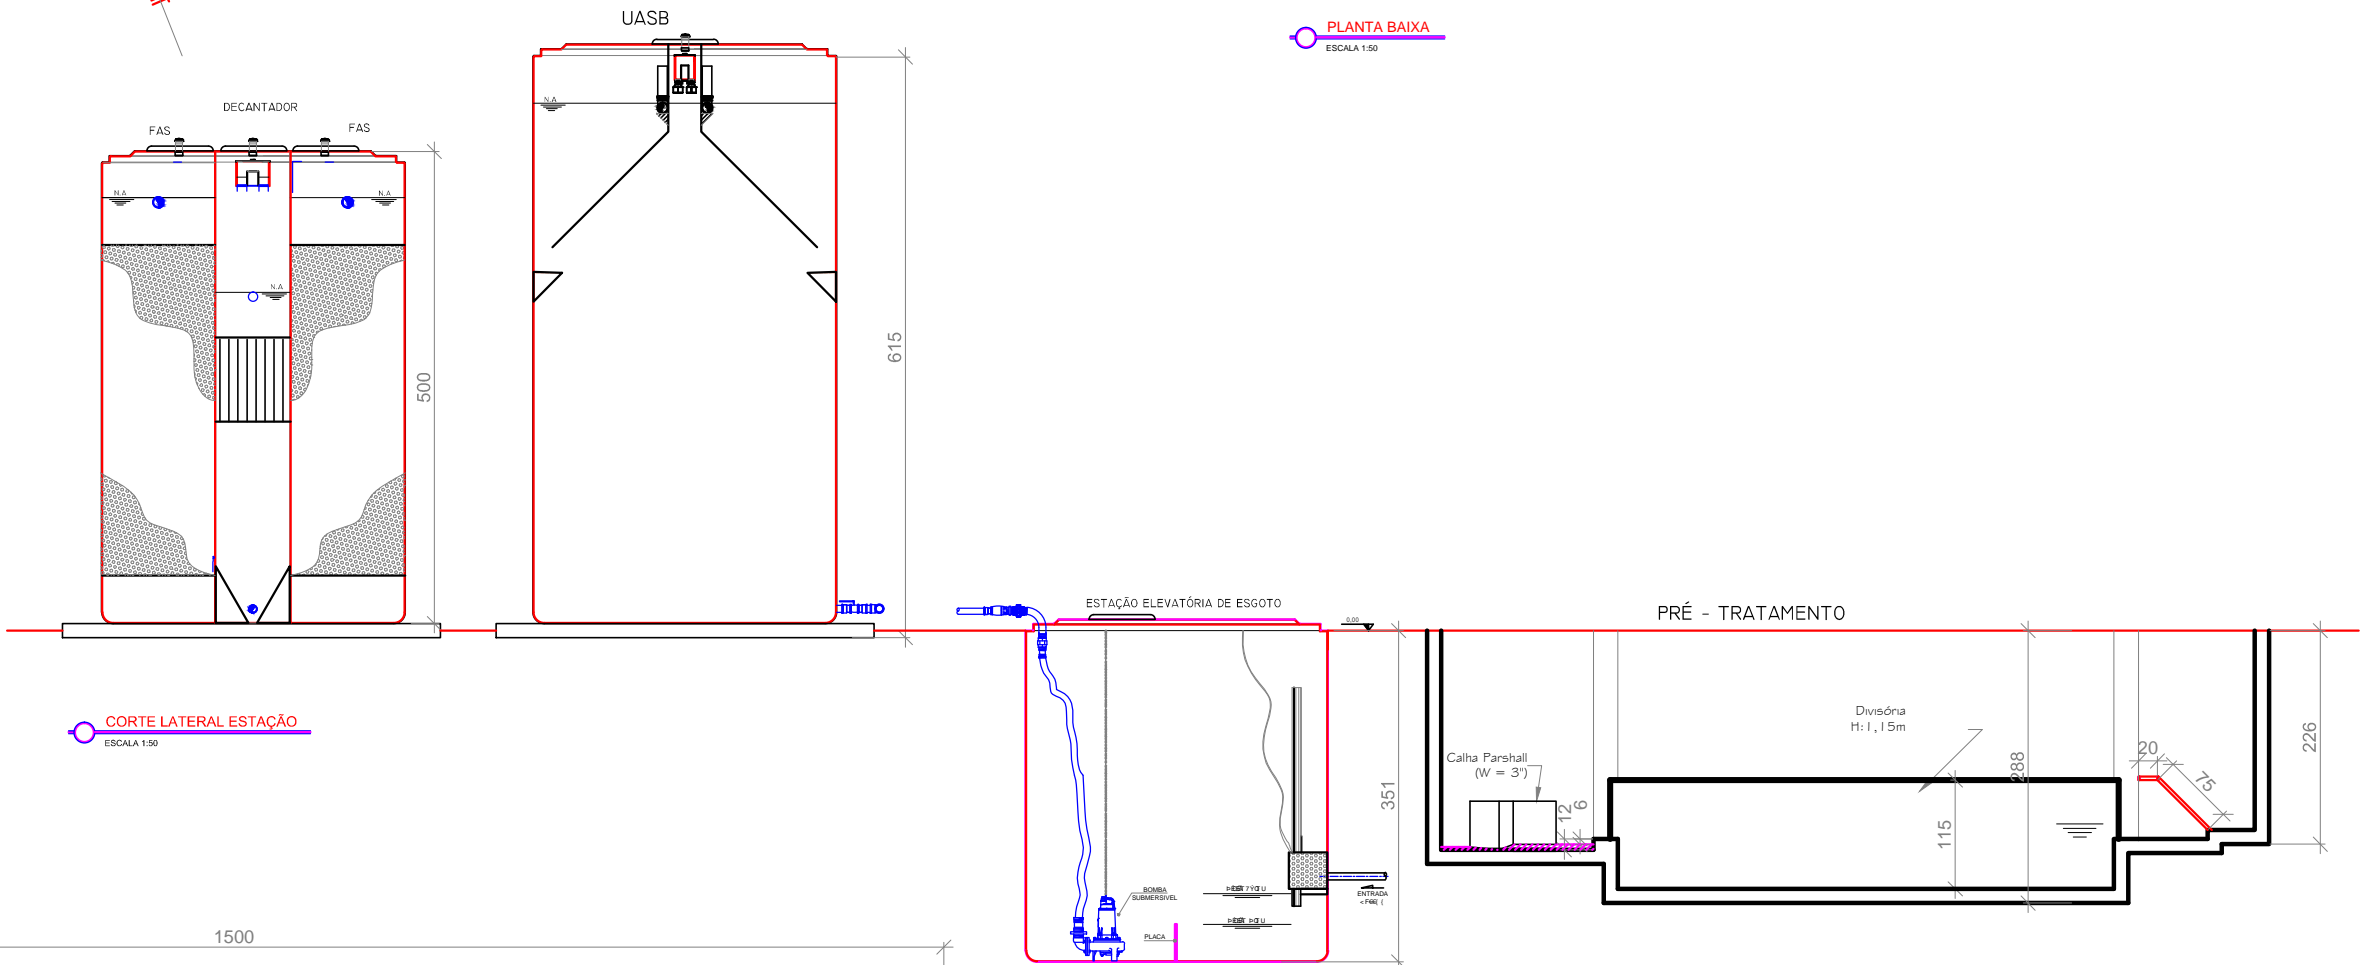 UASB
PLANTA BAIXA
ESCALA 1:50
DECANTADOR
FAS
FAS
N.A
N.A
N.A
N.A
500
615
ESTAÇÃO ELEVATÓRIA DE ESGOTO
0,00
PRÉ - TRATAMENTO
CORTE LATERAL ESTAÇÃO
ESCALA 1:50
Divisória
H:1,15m
Calha Parshall
(W = 3")
12
6
20
75
288
226
115
351
BOMBA
SUBMERSIVEL
ENTRADA
PLACA
1500